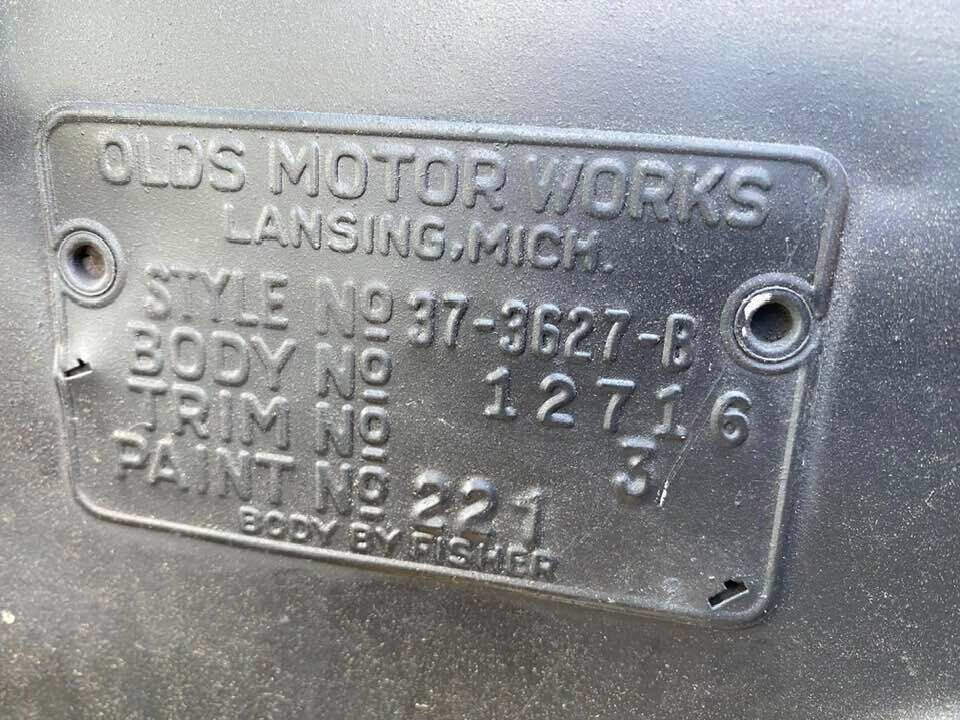 OLDS MOTOR WORKS
LANSING, MICH.
STYLE No 37-3627-B
BODY No 12716
TRIM No 3
PAINT No 221
BODY BY FISHER